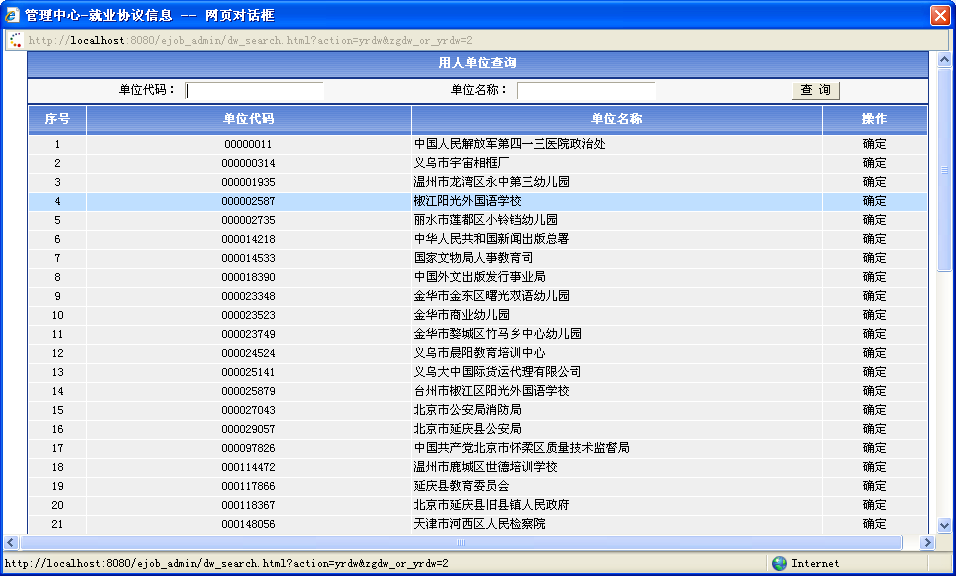 管理中心-就业协议信息 -- 网页对话框
http://localhost:8080/ejob_admin/dw_search.html?action=yrdw&zgdw_or_yrdw=2
用人单位查询
单位代码： 单位名称： 查 询
序号 单位代码 单位名称 操作
1 00000011 中国人民解放军第四一三医院政治处 确定
2 000000314 义乌市宇宙相框厂 确定
3 000001935 温州市龙湾区永中第三幼儿园 确定
4 000002587 椒江阳光外国语学校 确定
5 000002735 丽水市莲都区小铃铛幼儿园 确定
6 000014218 中华人民共和国新闻出版总署 确定
7 000014533 国家文物局人事教育司 确定
8 000018390 中国外文出版发行事业局 确定
9 000023348 金华市金东区曙光双语幼儿园 确定
10 000023523 金华市商业幼儿园 确定
11 000023749 金华市婺城区竹马乡中心幼儿园 确定
12 000024524 义乌市晨阳教育培训中心 确定
13 000025141 义乌大中国际货运代理有限公司 确定
14 000025879 台州市椒江区阳光外国语学校 确定
15 000027043 北京市公安局消防局 确定
16 000029057 北京市延庆县公安局 确定
17 000097826 中国共产党北京市怀柔区质量技术监督局 确定
18 000114472 温州市鹿城区世德培训学校 确定
19 000117866 延庆县教育委员会 确定
20 000118367 北京市延庆县旧县镇人民政府 确定
21 000148056 天津市河西区人民检察院 确定
http://localhost:8080/ejob_admin/dw_search.html?action=yrdw&zgdw_or_yrdw=2 Internet